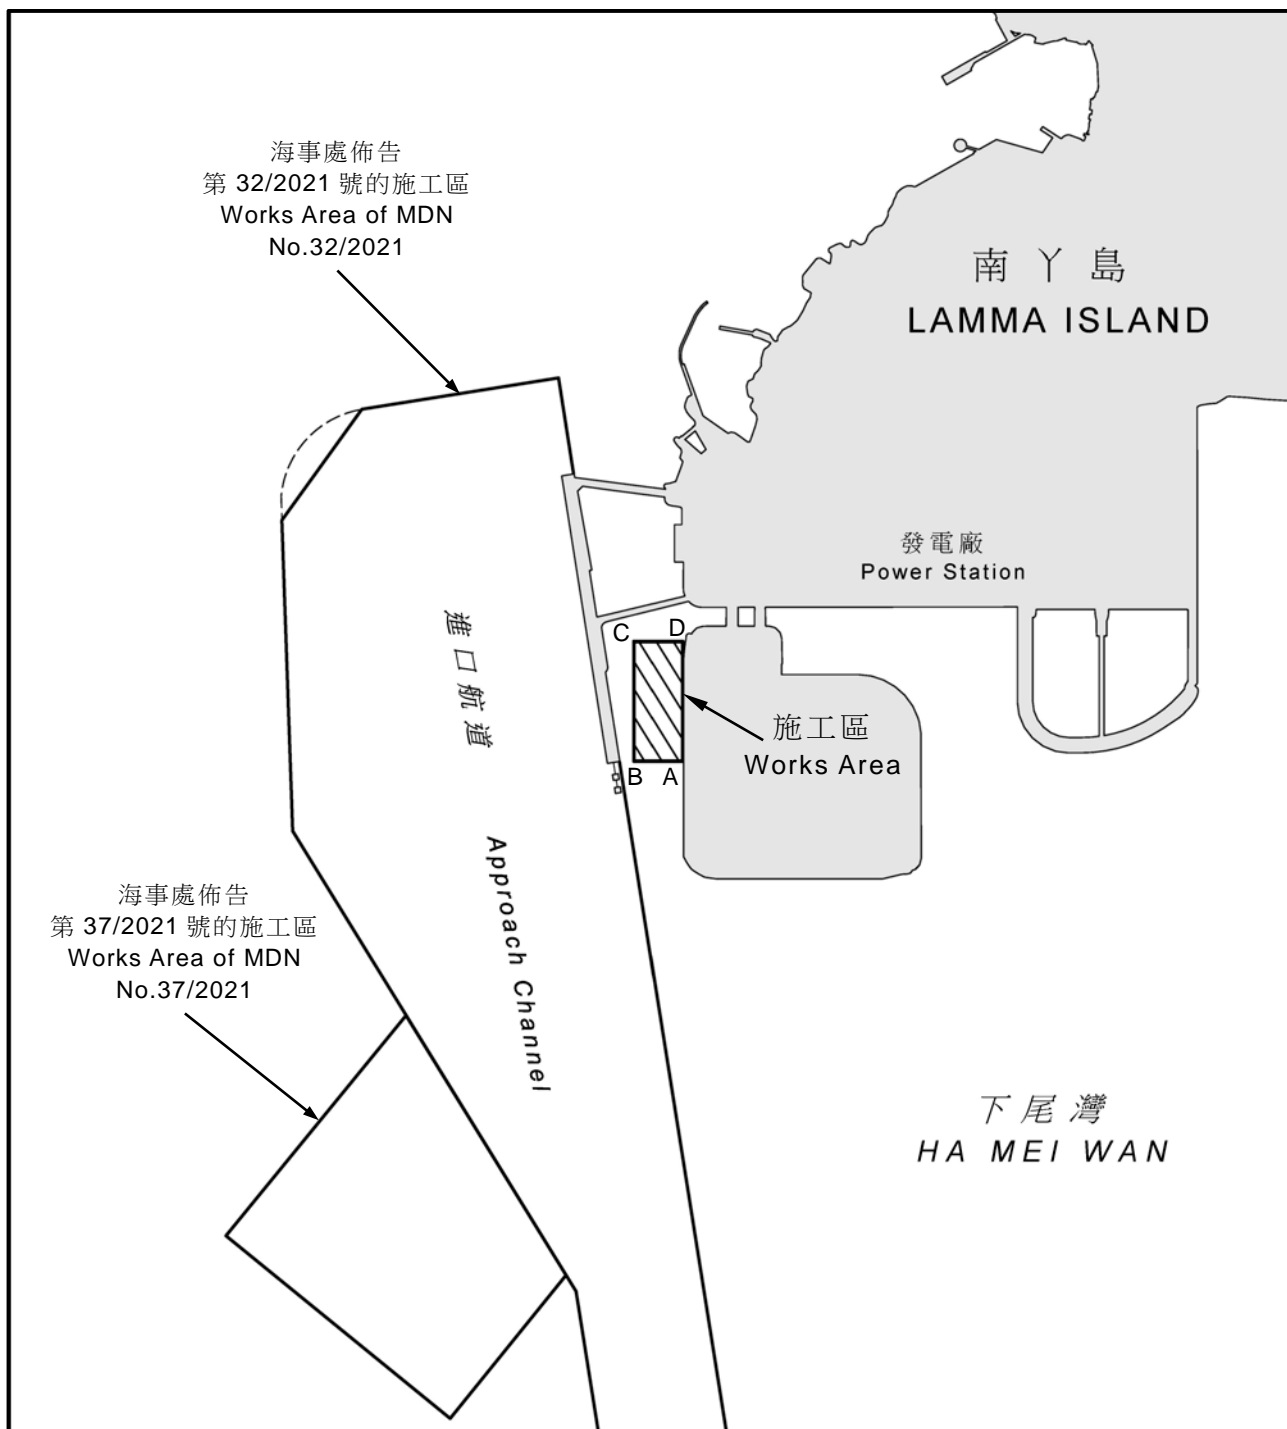 海事處佈告
第 32/2021 號的施工區
Works Area of MDN
No.32/2021
南丫島
LAMMA ISLAND
發電廠
Power Station
進口航道
C
D
施工區
Works Area
B
A
Approach Channel
海事處佈告
第 37/2021 號的施工區
Works Area of MDN
No.37/2021
下尾灣
HA MEI WAN